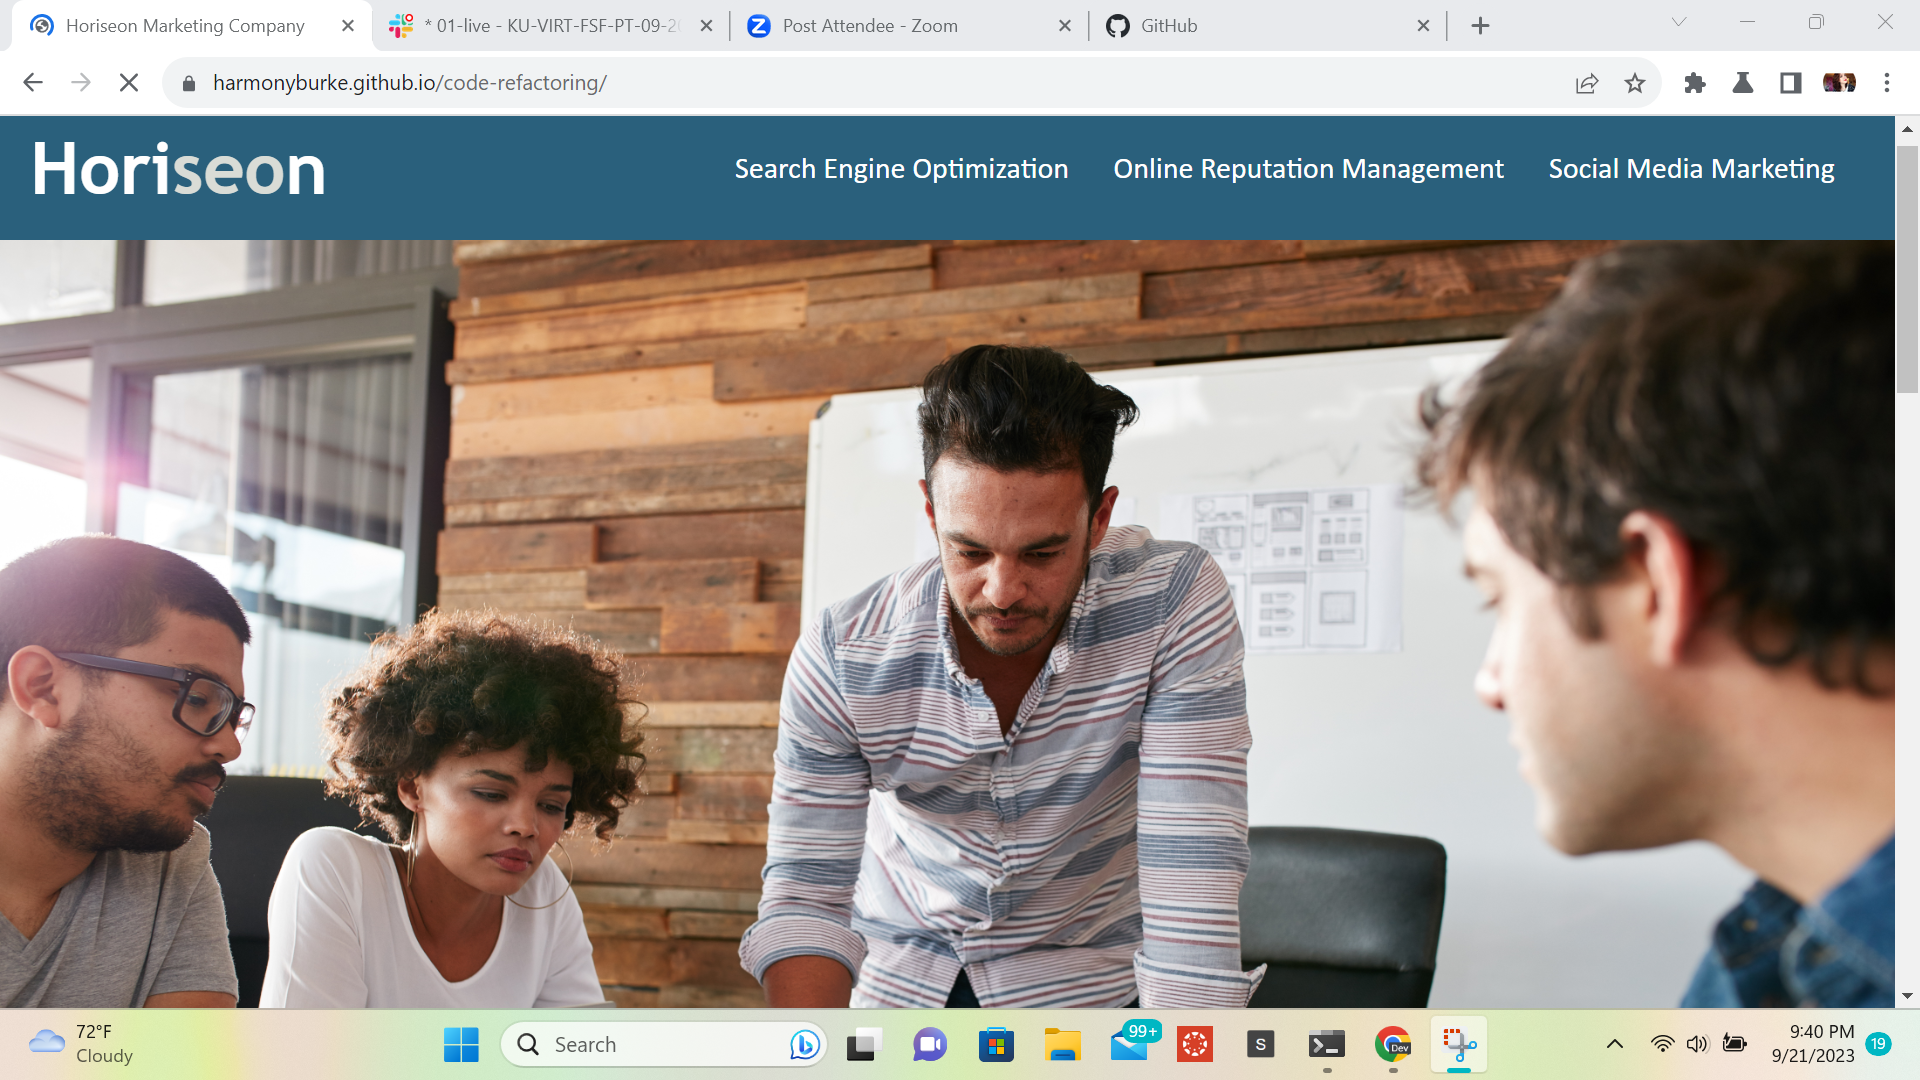 Horiseon Marketing Company
* 01-live - KU-VIRT-FSF-PT-09-20
Post Attendee - Zoom
GitHub
harmonyburke.github.io/code-refactoring/
Horiseon
Search Engine Optimization
Online Reputation Management
Social Media Marketing
72°F
Cloudy
Search
99+
S
Dev
9:40 PM
9/21/2023
19